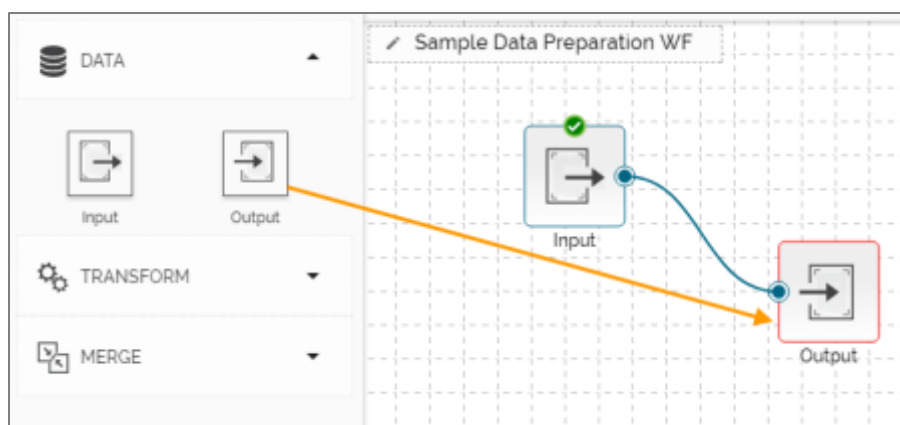 DATA
Input
Output
TRANSFORM
MERGE
Sample Data Preparation WF
Input
Output